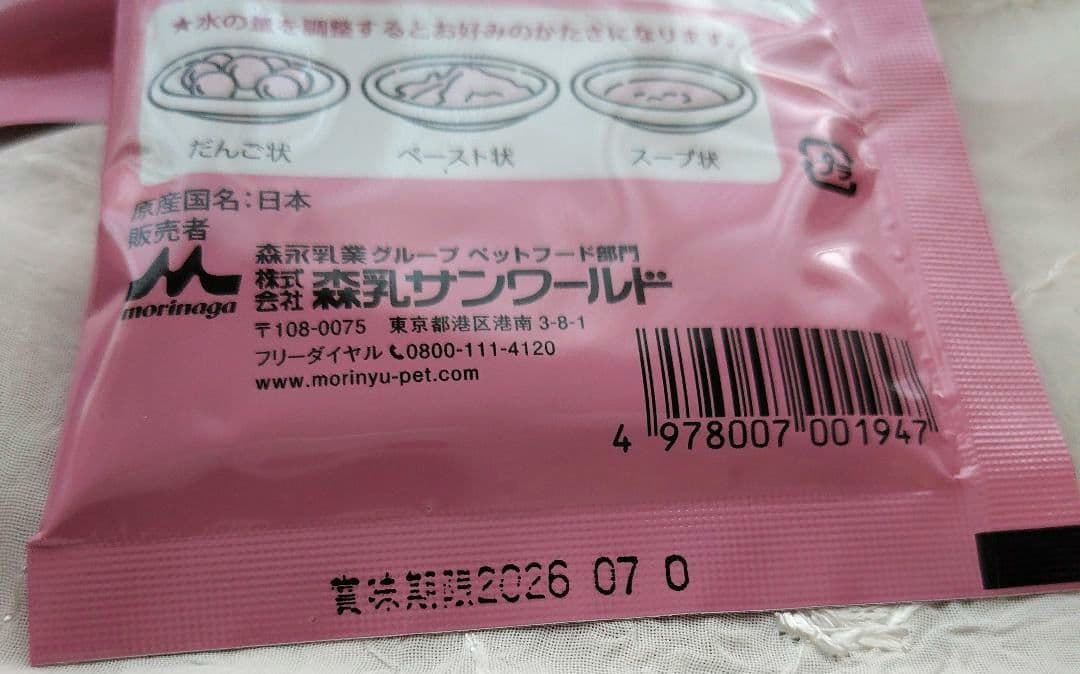 ★水の量を調整するとお好みのかたさになります。
だんご状
ペースト状
スープ状
プラ
原産国名：日本
販売者
morinaga
森永乳業グループ ペットフード部門
株式会社 森乳サンワールド
〒108-0075 東京都港区港南 3-8-1
フリーダイヤル 0800-111-4120
www.morinyu-pet.com
4 978007 001947
賞味期限2026 07 0